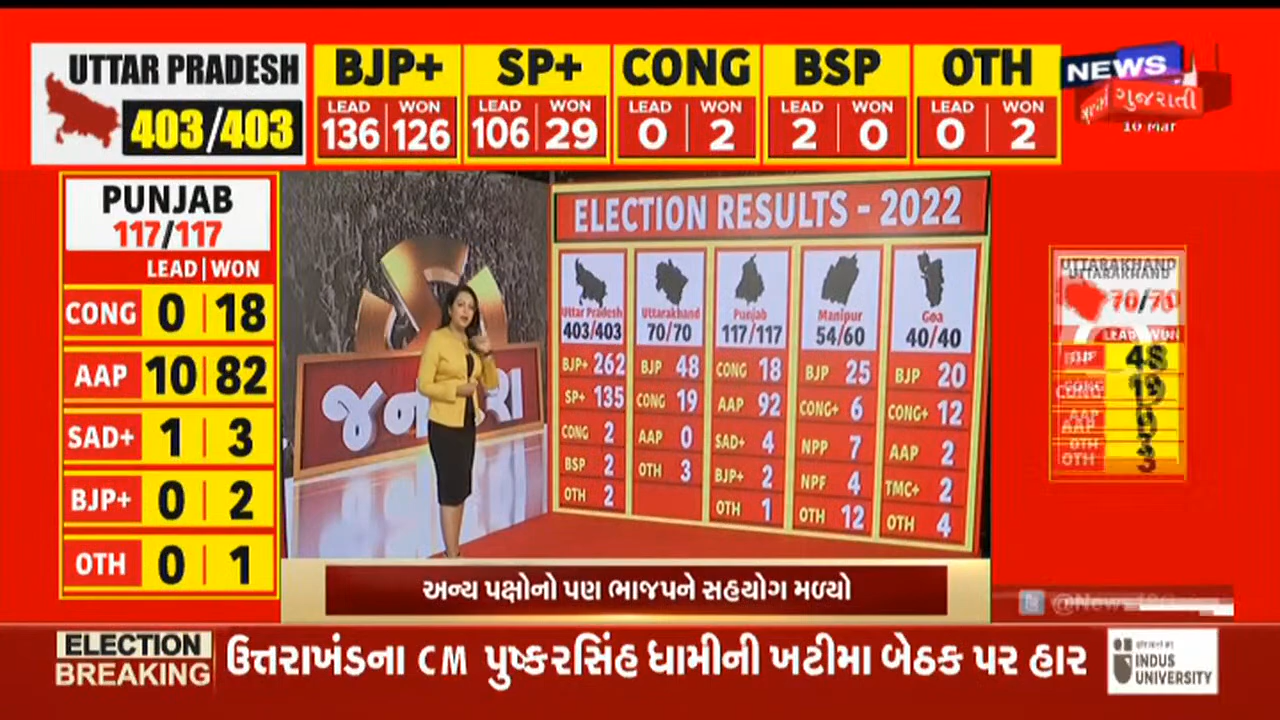 UTTAR PRADESH
403/403
BJP+
LEAD WON
136 126
SP+
LEAD WON
106 29
CONG
LEAD WON
0 2
BSP
LEAD WON
2 0
OTH
LEAD WON
0 2
NEWS
ગુજરાતી
10 Mar
PUNJAB
117/117
LEAD WON
CONG 0 18
AAP 10 82
SAD+ 1 3
BJP+ 0 2
OTH 0 1
ELECTION RESULTS - 2022
Uttar Pradesh
403/403
BJP+ 262
SP+ 135
CONG 2
BSP 2
OTH 2
Uttarakhand
70/70
BJP 48
CONG 19
AAP 0
OTH 3
Punjab
117/117
CONG 18
AAP 92
SAD+ 4
BJP+ 2
OTH 1
Manipur
54/60
BJP 25
CONG+ 6
NPP 7
NPF 4
OTH 12
Goa
40/40
BJP 20
CONG+ 12
AAP 2
TMC+ 2
OTH 4
UTTARAKHAND
70/70
LEAD WON
48
CONG 19
AAP
OTH 3
અન્ય પક્ષોનો પણ ભાજપને સહયોગ મળ્યો
ELECTION
BREAKING
ઉત્તરાખંડના CM પુષ્કરસિંહ ધામીની ખટીમા બેઠક પર હાર
INDUS
UNIVERSITY